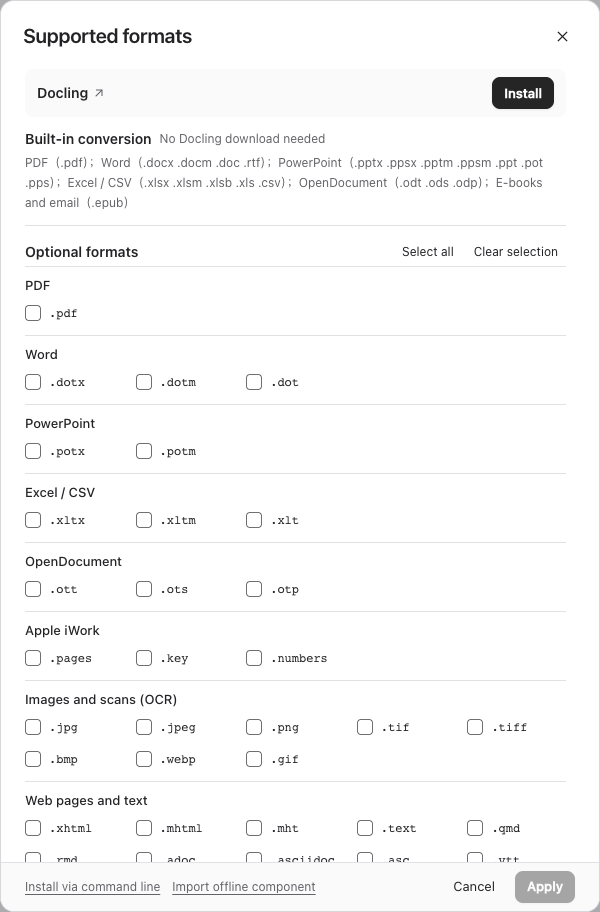 Supported formats
Docling ↗ Install
Built-in conversion No Docling download needed
PDF (.pdf); Word (.docx .docm .doc .rtf); PowerPoint (.pptx .ppsx .pptm .ppsm .ppt .pot
.pps); Excel / CSV (.xlsx .xlsm .xlsb .xls .csv); OpenDocument (.odt .ods .odp); E-books
and email (.epub)
Optional formats Select all Clear selection
PDF
.pdf
Word
.dotx .dotm .dot
PowerPoint
.potx .potm
Excel / CSV
.xltx .xltm .xlt
OpenDocument
.ott .ots .otp
Apple iWork
.pages .key .numbers
Images and scans (OCR)
.jpg .jpeg .png .tif .tiff
.bmp .webp .gif
Web pages and text
.xhtml .mhtml .mht .text .qmd
.rmd .adoc .asciidoc .asc .vtt
Install via command line Import offline component Cancel Apply